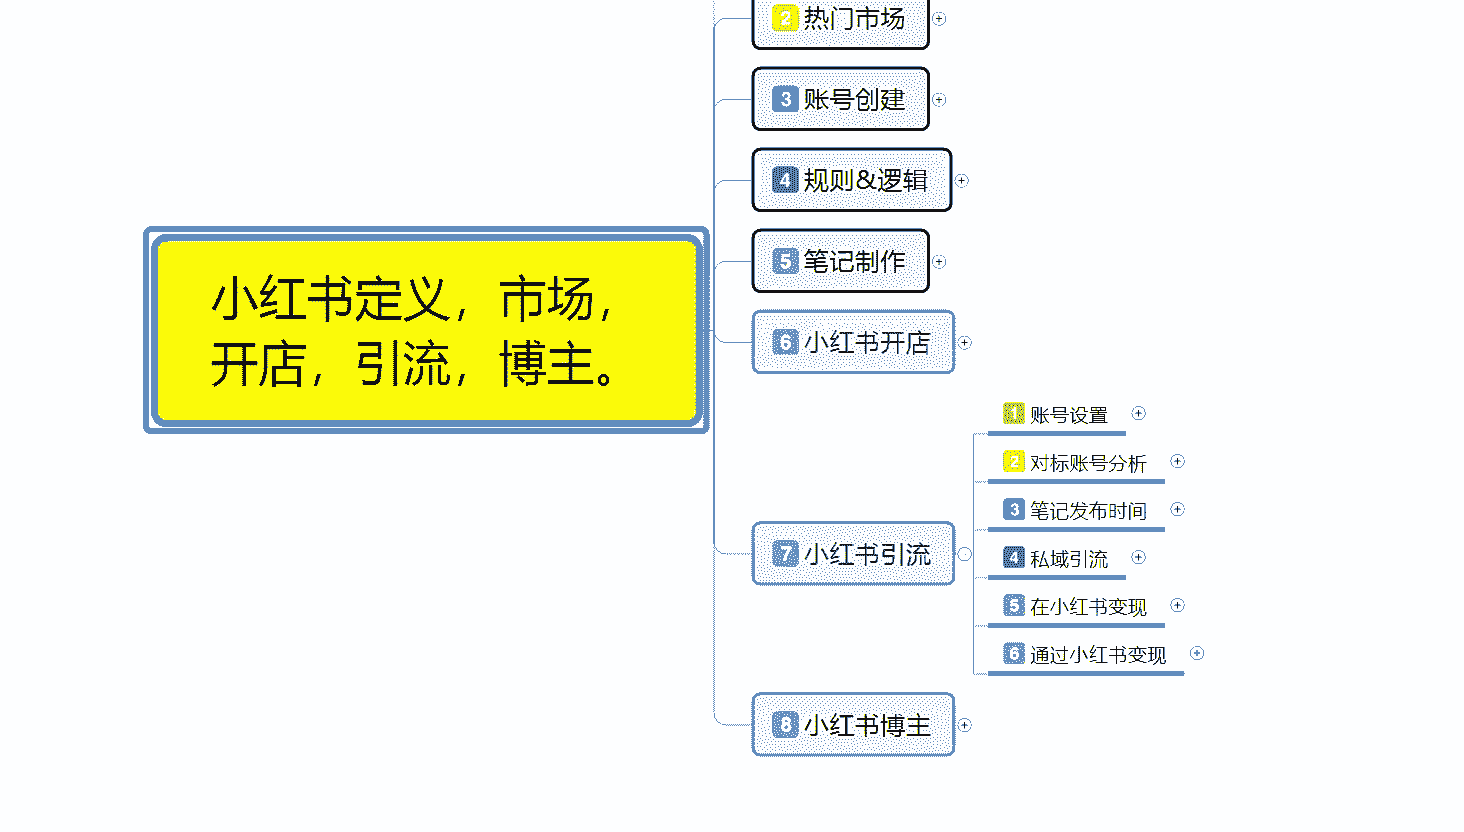 小红书定义，市场，
开店，引流，博主。
2 热门市场
3 账号创建
4 规则&逻辑
5 笔记制作
6 小红书开店
7 小红书引流
1 账号设置
2 对标账号分析
3 笔记发布时间
4 私域引流
5 在小红书变现
6 通过小红书变现
8 小红书博主